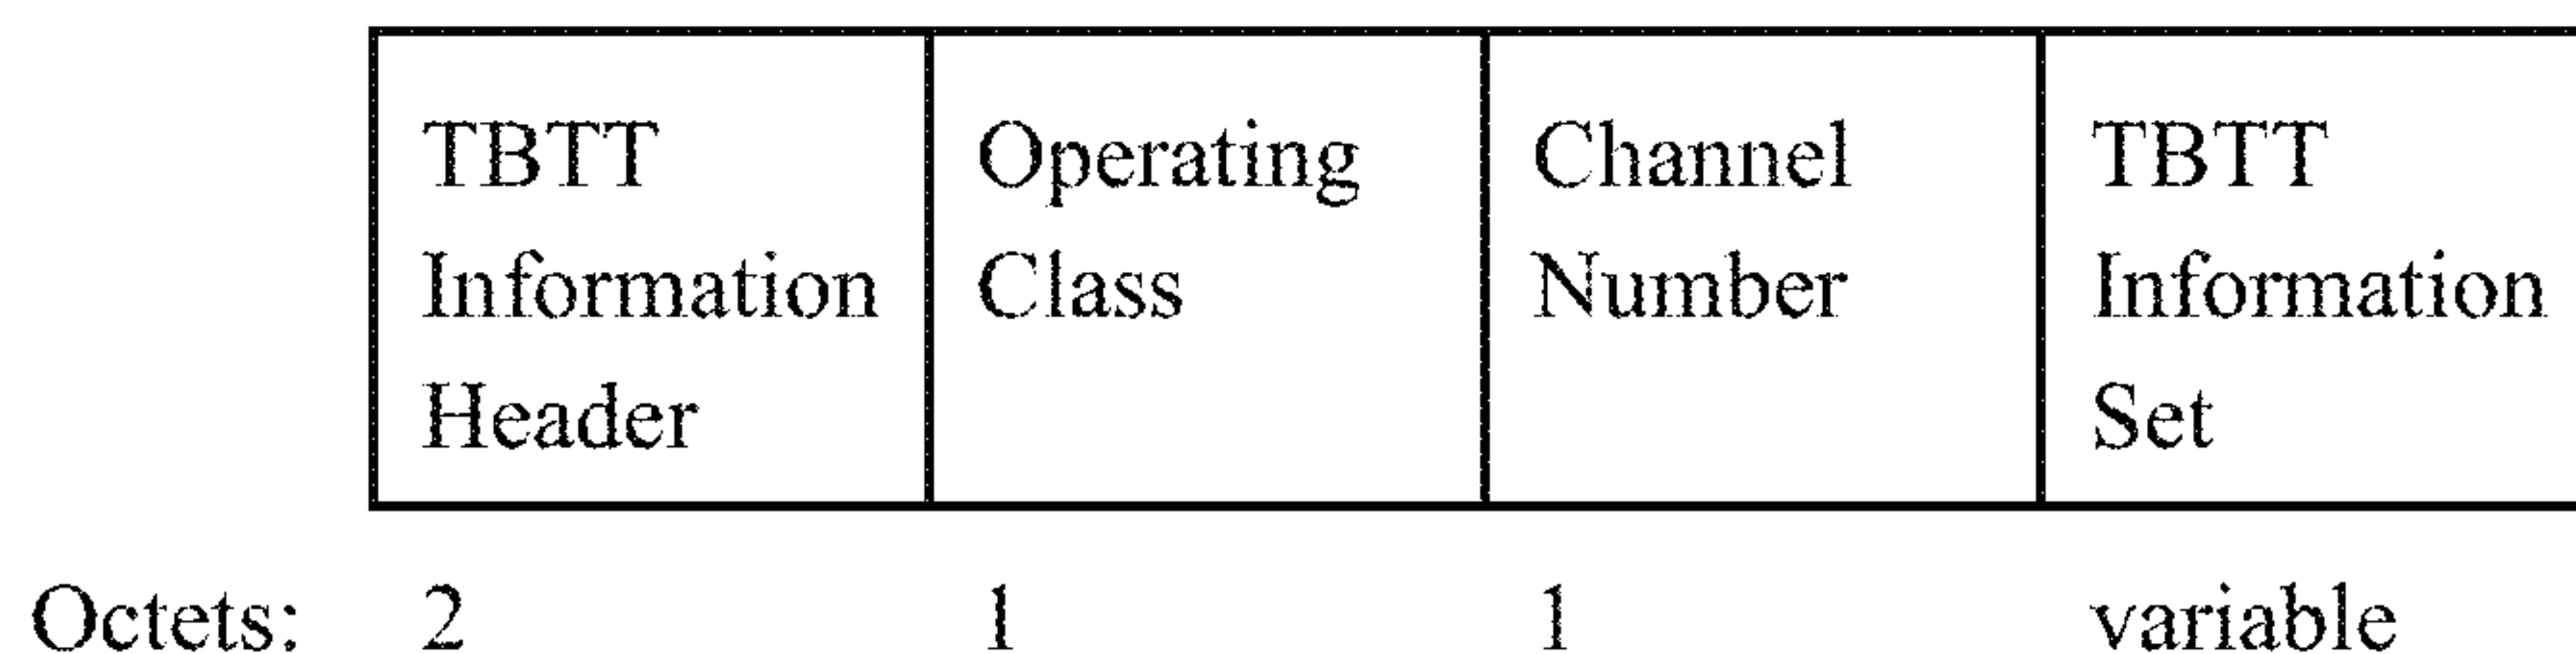 TBTT Information Header
Operating Class
Channel Number
TBTT Information Set
Octets: 2 1 1 variable